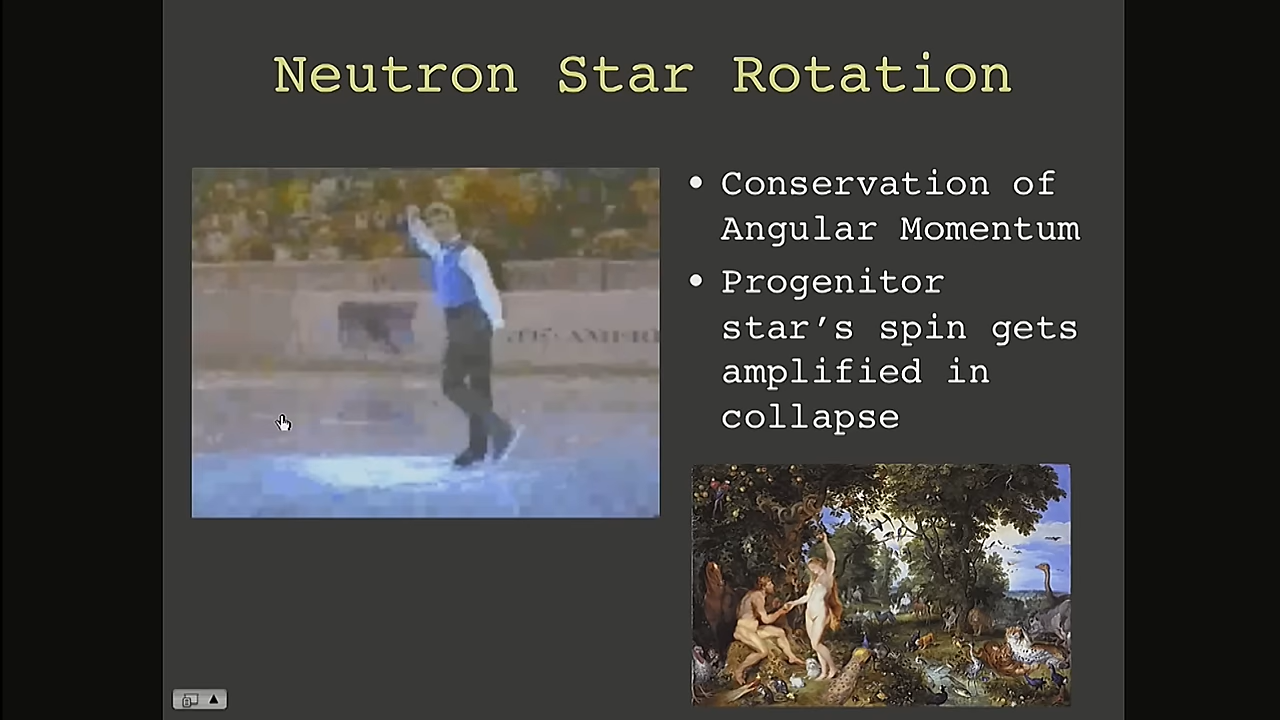 Neutron Star Rotation
• Conservation of
Angular Momentum
• Progenitor
star’s spin gets
amplified in
collapse